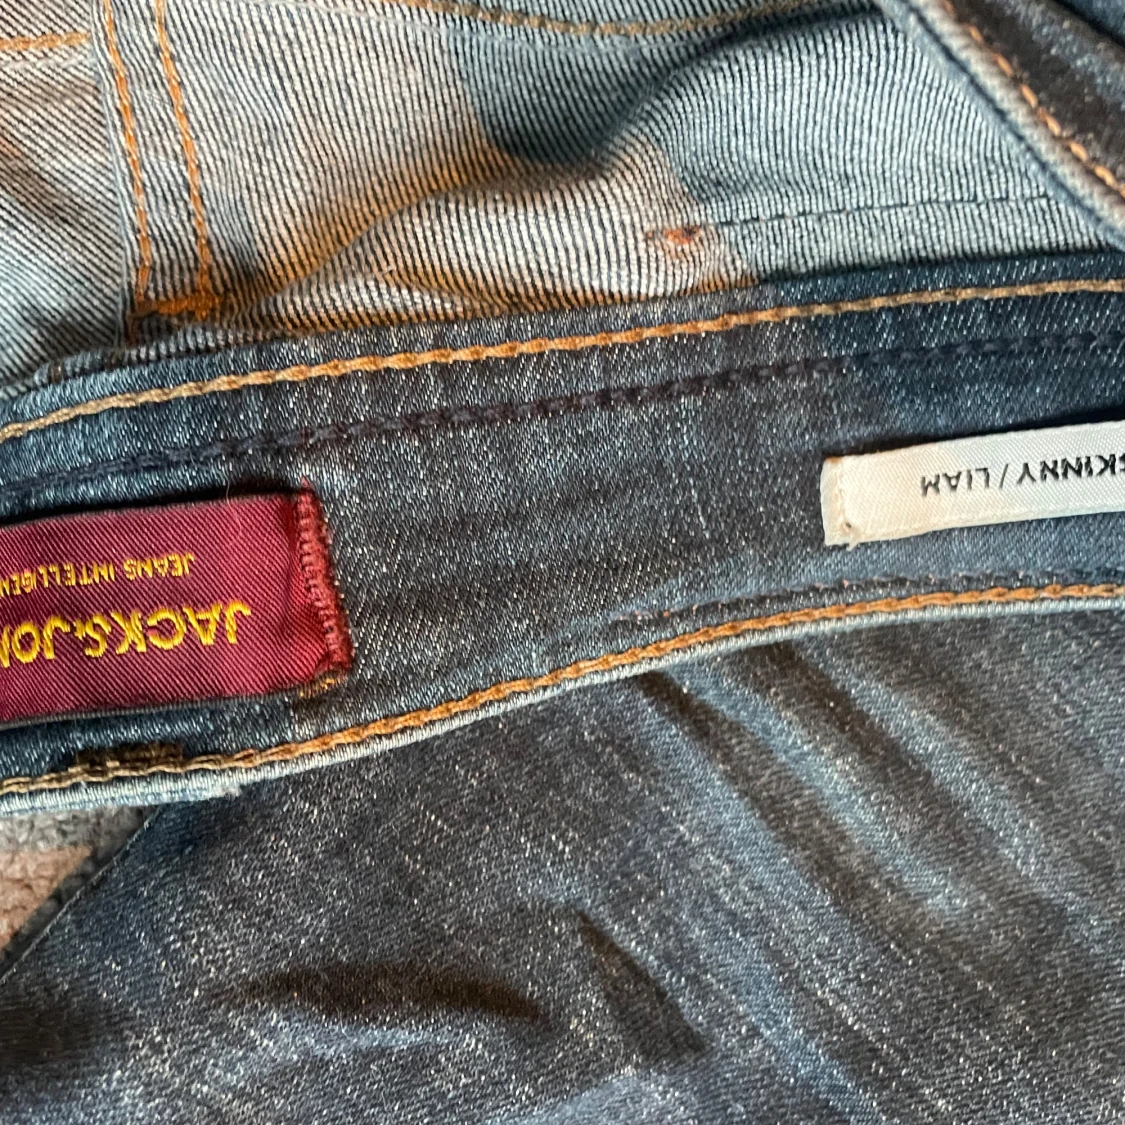 JACK & JON
JEANS INTELLIGEN
SKINNY / LIAM